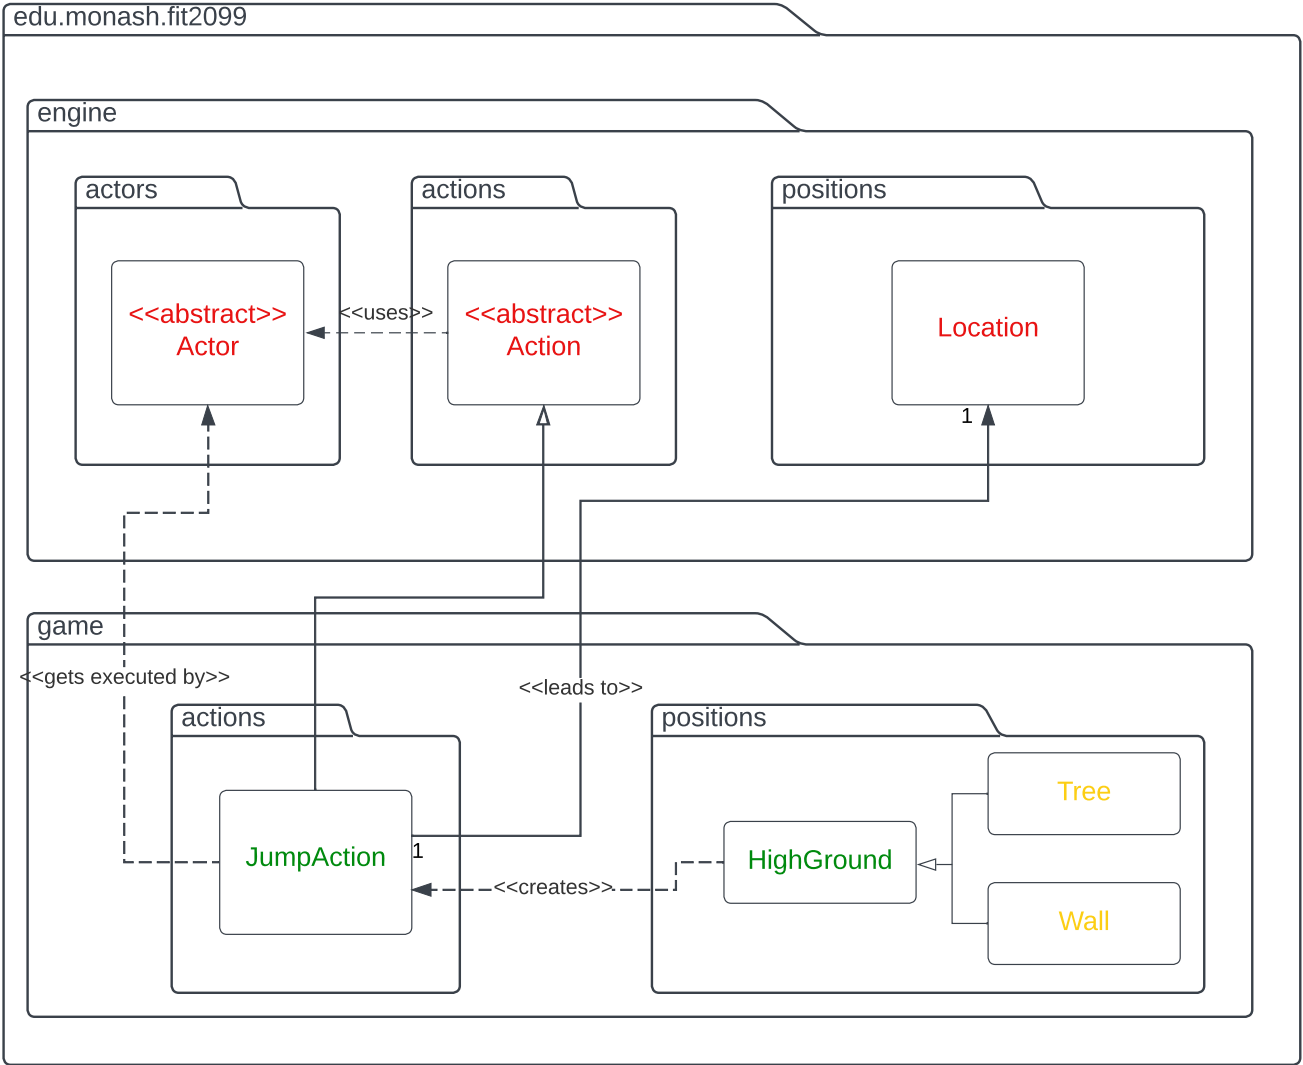 edu.monash.fit2099
engine
actors
actions
positions
<<abstract>>
Actor
<<uses>>
<<abstract>>
Action
Location
1
game
<<gets executed by>>
<<leads to>>
actions
positions
JumpAction
1
<<creates>>
HighGround
Tree
Wall